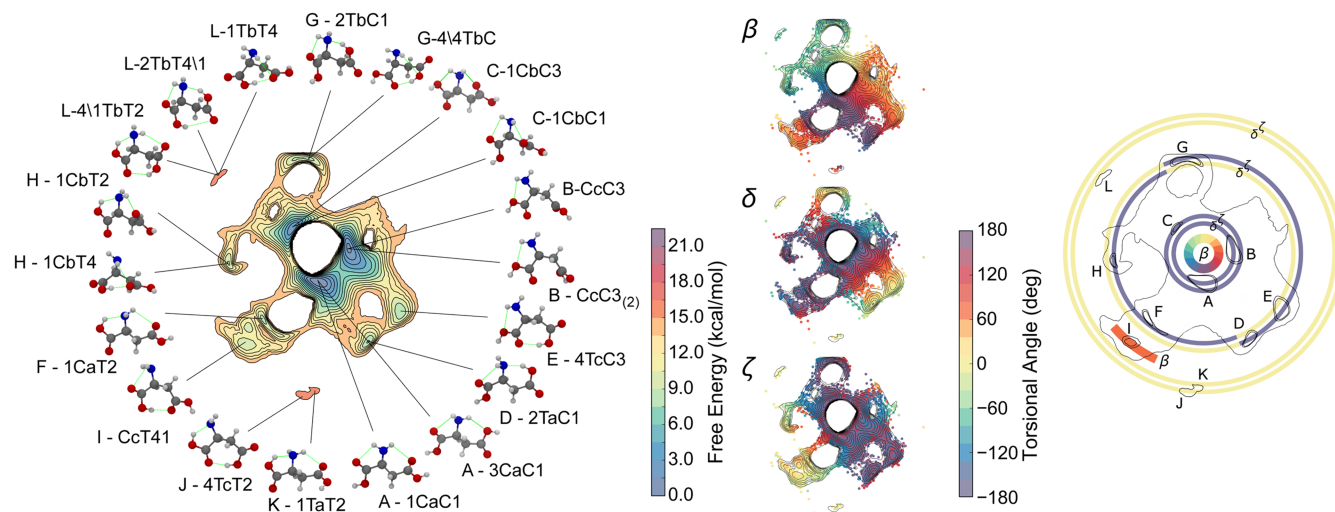 G - 2TbC1
L-1TbT4
G-4\4TbC
L-2TbT4\1
C-1CbC3
L-4\1TbT2
C-1CbC1
H - 1CbT2
B-CcC3
H - 1CbT4
B - CcC3(2)
F - 1CaT2
E - 4TcC3
I - CcT41
D - 2TaC1
J - 4TcT2
A - 3CaC1
K - 1TaT2
A - 1CaC1
21.0
18.0
15.0
12.0
9.0
6.0
3.0
0.0
Free Energy (kcal/mol)
β
δ
ζ
180
120
60
0
−60
−120
−180
Torsional Angle (deg)
δζ
G
δζ
L
C
δζ
H
β
B
A
E
F
D
I
β
K
J